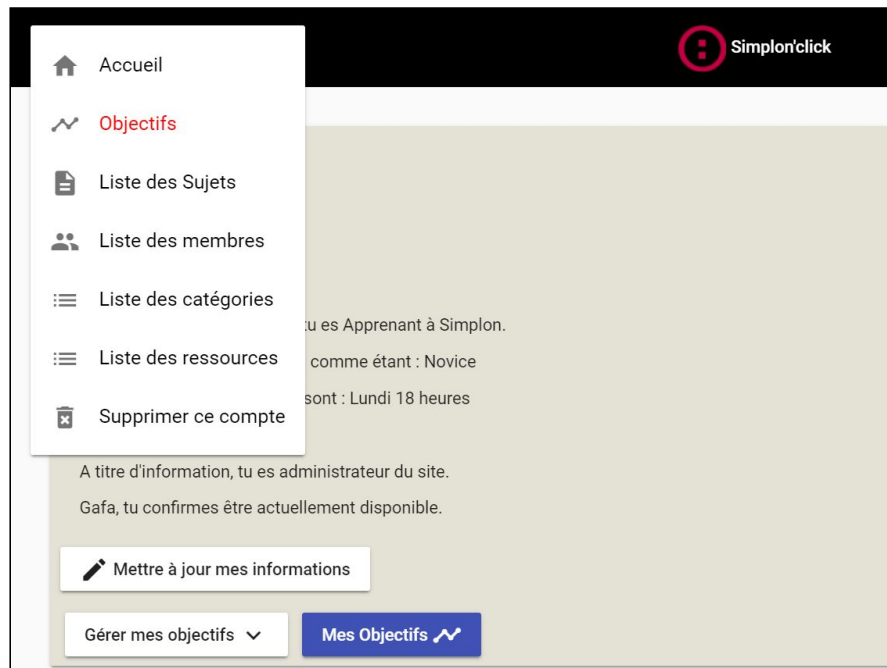 Simplon'click
Accueil
Objectifs
Liste des Sujets
Liste des membres
Liste des catégories
Liste des ressources
Supprimer ce compte
tu es Apprenant à Simplon.
comme étant : Novice
sont : Lundi 18 heures
A titre d'information, tu es administrateur du site.
Gafa, tu confirmes être actuellement disponible.
Mettre à jour mes informations
Gérer mes objectifs
Mes Objectifs